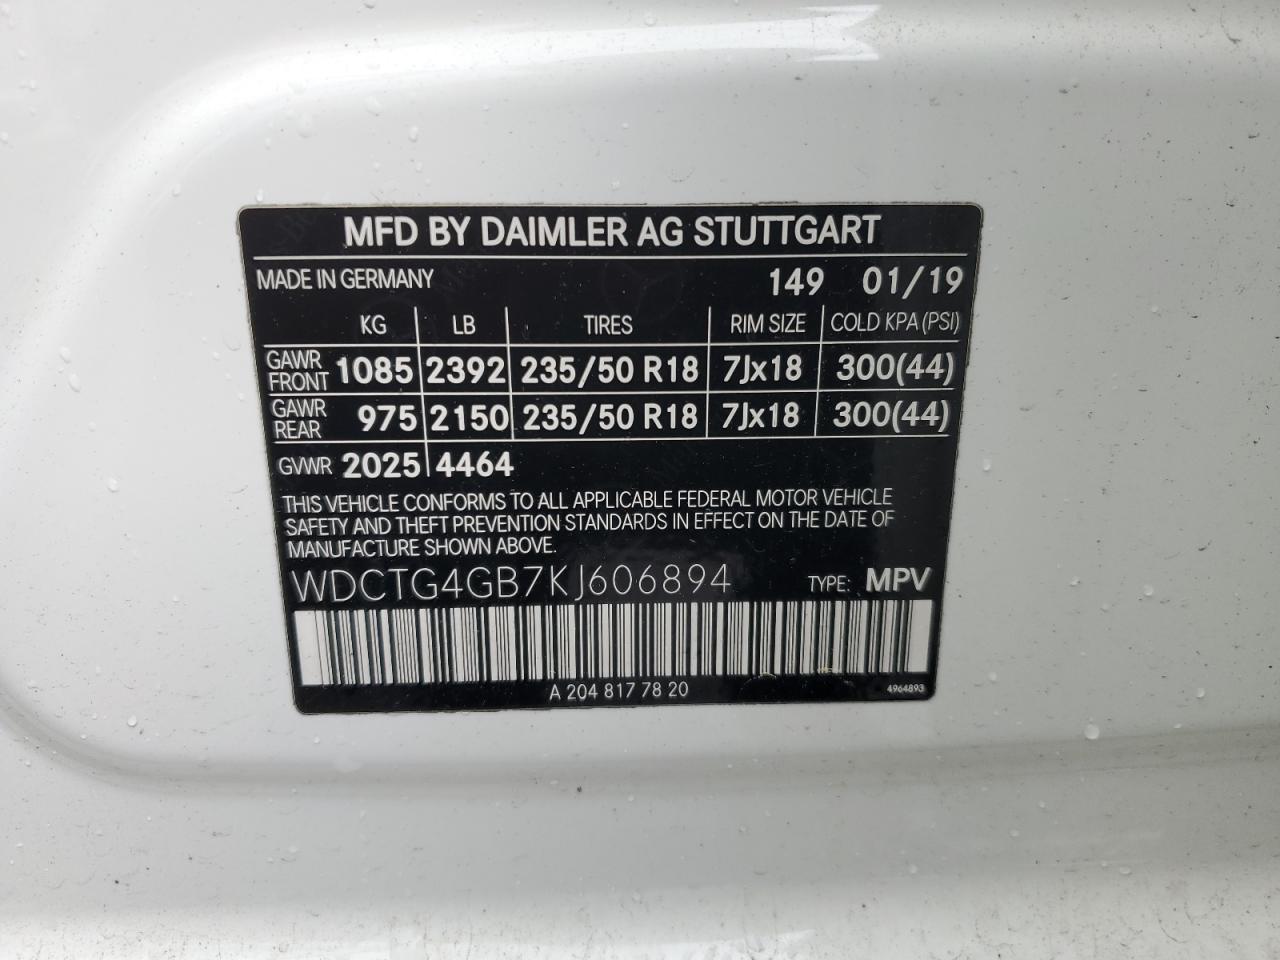 MFD BY DAIMLER AG STUTTGART
MADE IN GERMANY 149 01/19
KG LB TIRES RIM SIZE COLD KPA (PSI)
GAWR FRONT 1085 2392 235/50 R18 7Jx18 300(44)
GAWR REAR 975 2150 235/50 R18 7Jx18 300(44)
GVWR 2025 4464
THIS VEHICLE CONFORMS TO ALL APPLICABLE FEDERAL MOTOR VEHICLE
SAFETY AND THEFT PREVENTION STANDARDS IN EFFECT ON THE DATE OF
MANUFACTURE SHOWN ABOVE.
WDCTG4GB7KJ606894 TYPE: MPV
A 204 817 78 20 4964893